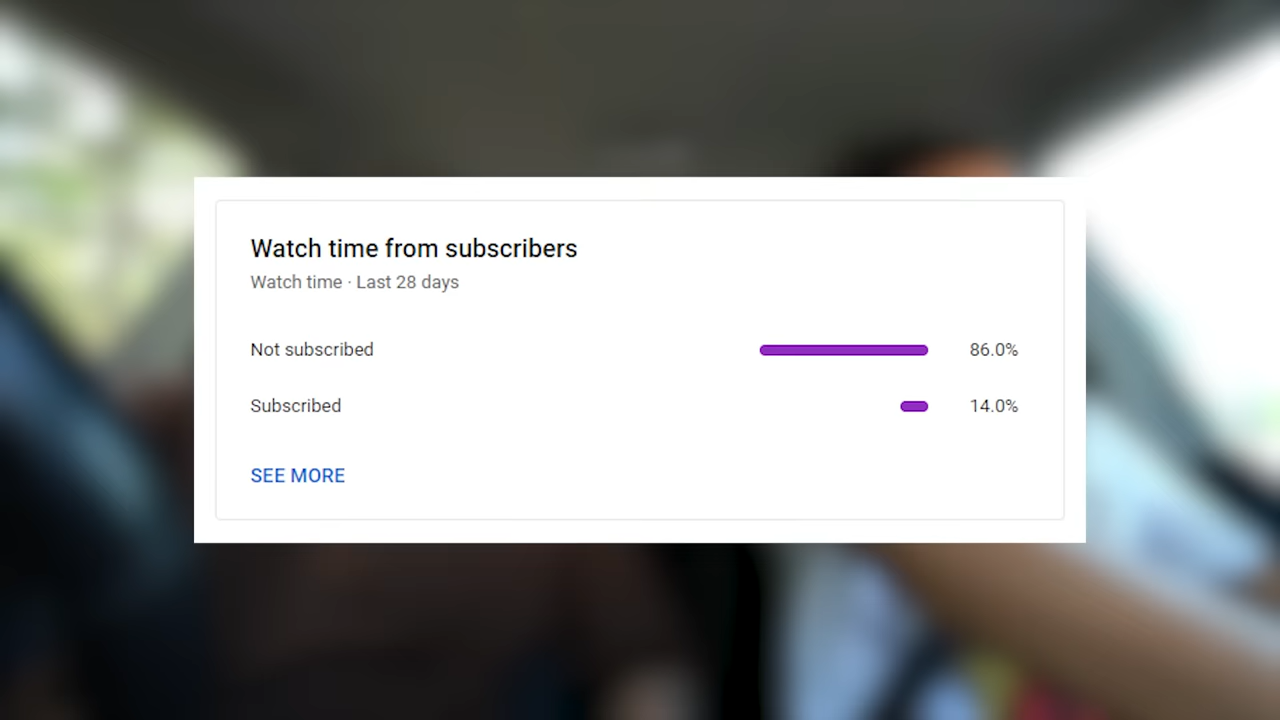 Watch time from subscribers
Watch time · Last 28 days
Not subscribed 86.0%
Subscribed 14.0%
SEE MORE